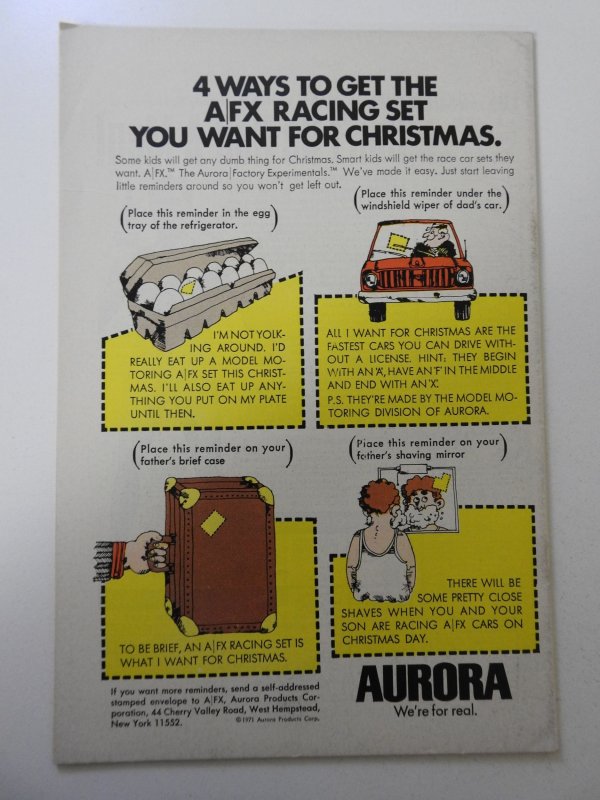 4 WAYS TO GET THE
A|FX RACING SET
YOU WANT FOR CHRISTMAS.
Some kids will get any dumb thing for Christmas. Smart kids will get the race car sets they
want. A|FX.™ The Aurora|Factory Experimentals.™ We've made it easy. Just start leaving
little reminders around so you won't get left out.
(Place this reminder in the egg
tray of the refrigerator.)
(Place this reminder under the
windshield wiper of dad's car.)
I'M NOT YOLK-
ING AROUND. I'D
REALLY EAT UP A MODEL MO-
TORING A|FX SET THIS CHRIST-
MAS. I'LL ALSO EAT UP ANY-
THING YOU PUT ON MY PLATE
UNTIL THEN.
ALL I WANT FOR CHRISTMAS ARE THE
FASTEST CARS YOU CAN DRIVE WITH-
OUT A LICENSE. HINT: THEY BEGIN
WITH AN 'A', HAVE AN 'F' IN THE MIDDLE
AND END WITH AN 'X'.
P.S. THEY'RE MADE BY THE MODEL MO-
TORING DIVISION OF AURORA.
(Place this reminder on your
father's brief case)
(Place this reminder on your
father's shaving mirror)
TO BE BRIEF, AN A|FX RACING SET IS
WHAT I WANT FOR CHRISTMAS.
THERE WILL BE
SOME PRETTY CLOSE
SHAVES WHEN YOU AND YOUR
SON ARE RACING A|FX CARS ON
CHRISTMAS DAY.
If you want more reminders, send a self-addressed
stamped envelope to A|FX, Aurora Products Cor-
poration, 44 Cherry Valley Road, West Hempstead,
New York 11552.
©1971 Aurora Products Corp.
AURORA
We're for real.